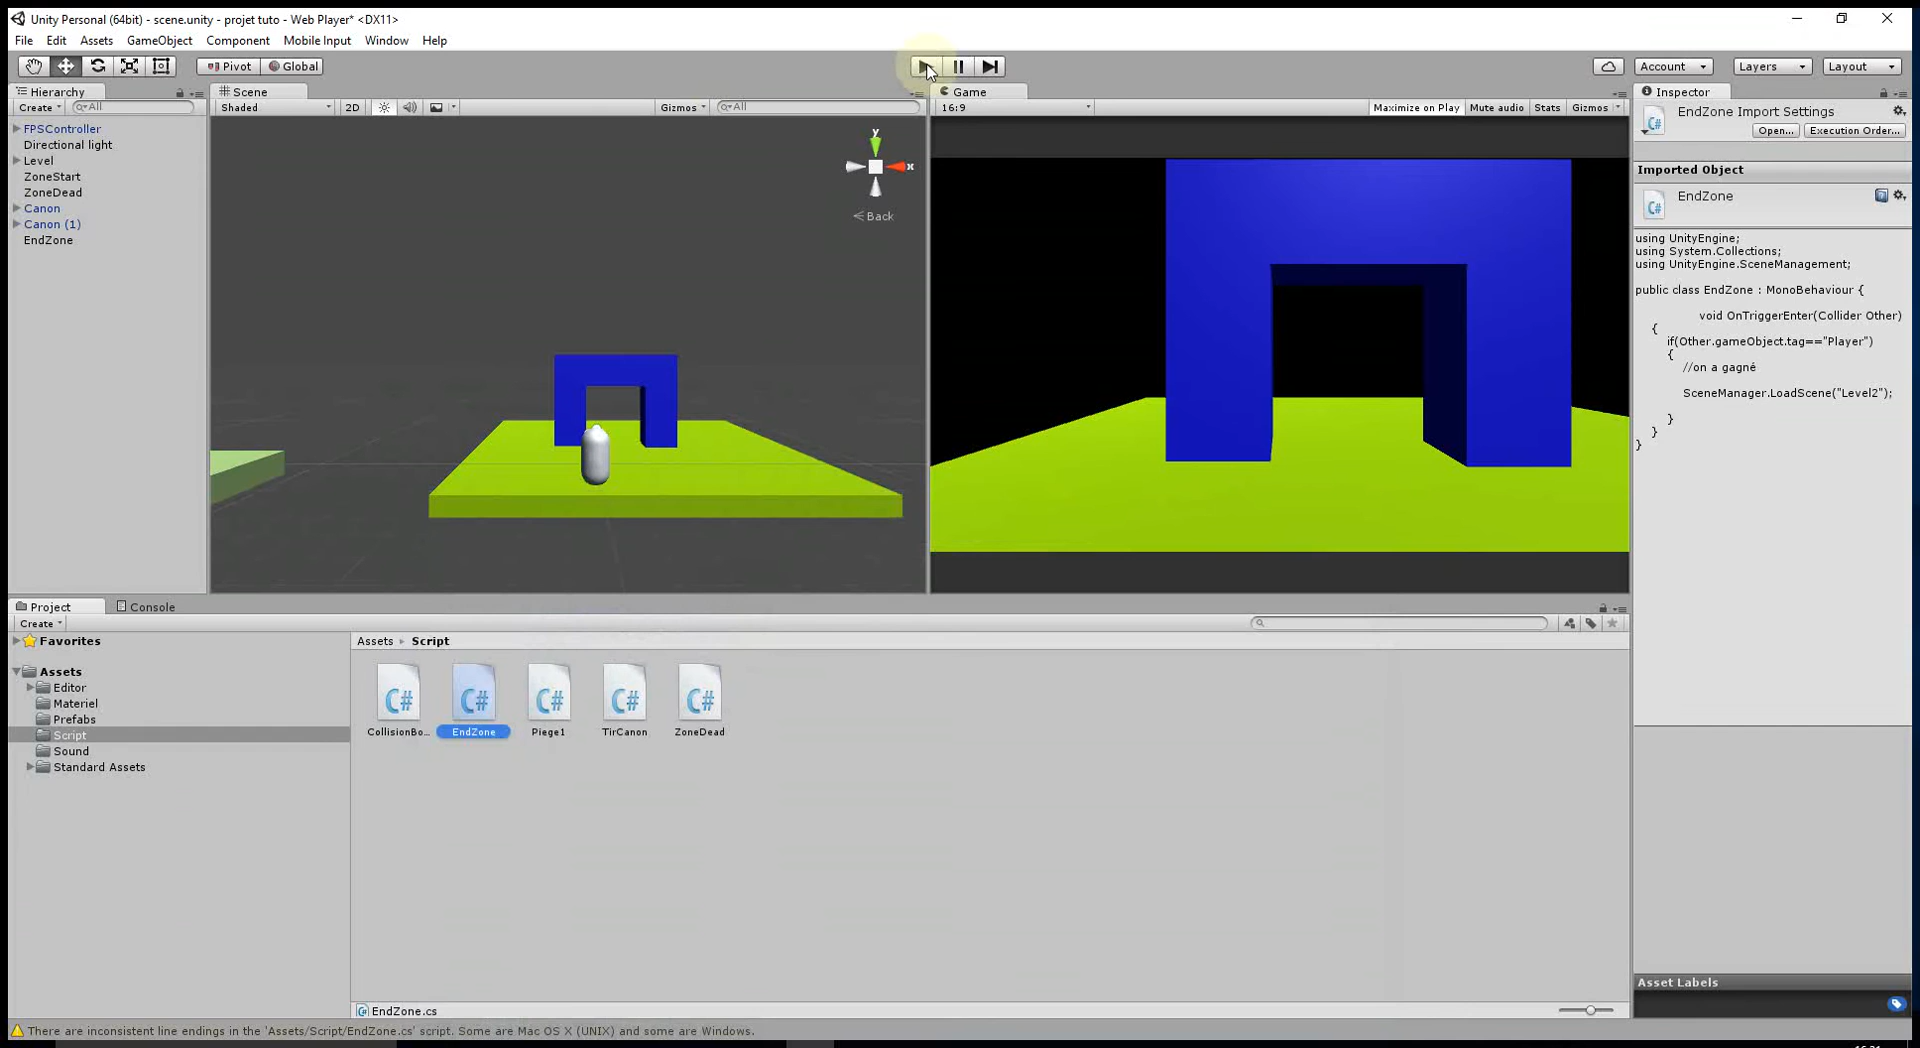 Unity Personal (64bit) - scene.unity - projet tuto - Web Player* <DX11>
File Edit Assets GameObject Component Mobile Input Window Help
Pivot Global Account Layers Layout
Hierarchy
Create All
FPSController
Directional light
Level
ZoneStart
ZoneDead
Canon
Canon (1)
EndZone
Scene
Shaded 2D Gizmos All
y
x
Back
Game
16:9 Maximize on Play Mute audio Stats Gizmos
Inspector
EndZone Import Settings
Open... Execution Order...
Imported Object
C#
EndZone
using UnityEngine;
using System.Collections;
using UnityEngine.SceneManagement;
public class EndZone : MonoBehaviour {
void OnTriggerEnter(Collider Other)
{
if(Other.gameObject.tag=="Player")
{
//on a gagné
SceneManager.LoadScene("Level2");
}
}
}
Project Console
Create
Favorites
Assets
Editor
Materiel
Prefabs
Script
Sound
Standard Assets
Assets Script
C# C# C# C# C#
CollisionBo... EndZone Piege1 TirCanon ZoneDead
EndZone.cs
Asset Labels
There are inconsistent line endings in the 'Assets/Script/EndZone.cs' script. Some are Mac OS X (UNIX) and some are Windows.